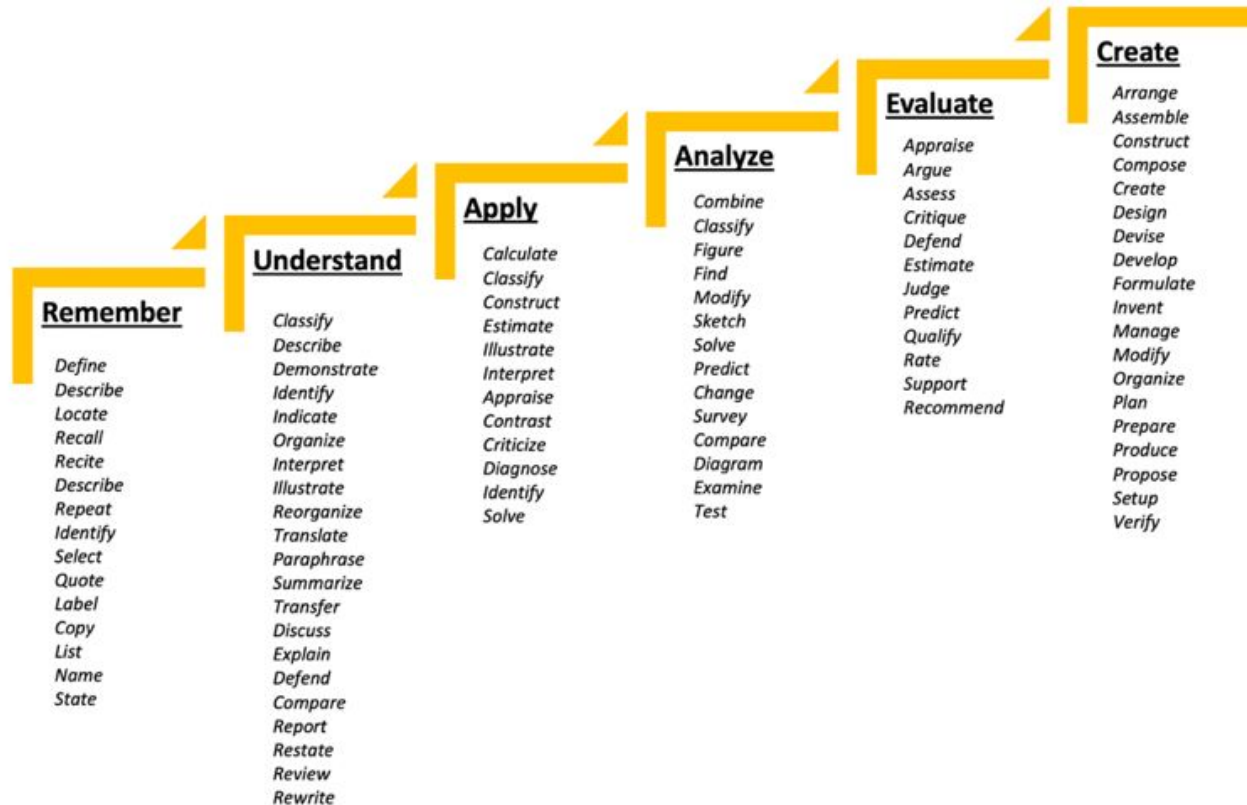 Remember
Define
Describe
Locate
Recall
Recite
Describe
Repeat
Identify
Select
Quote
Label
Copy
List
Name
State
Understand
Classify
Describe
Demonstrate
Identify
Indicate
Organize
Interpret
Illustrate
Reorganize
Translate
Paraphrase
Summarize
Transfer
Discuss
Explain
Defend
Compare
Report
Restate
Review
Rewrite
Apply
Calculate
Classify
Construct
Estimate
Illustrate
Interpret
Appraise
Contrast
Criticize
Diagnose
Identify
Solve
Analyze
Combine
Classify
Figure
Find
Modify
Sketch
Solve
Predict
Change
Survey
Compare
Diagram
Examine
Test
Evaluate
Appraise
Argue
Assess
Critique
Defend
Estimate
Judge
Predict
Qualify
Rate
Support
Recommend
Create
Arrange
Assemble
Construct
Compose
Create
Design
Devise
Develop
Formulate
Invent
Manage
Modify
Organize
Plan
Prepare
Produce
Propose
Setup
Verify